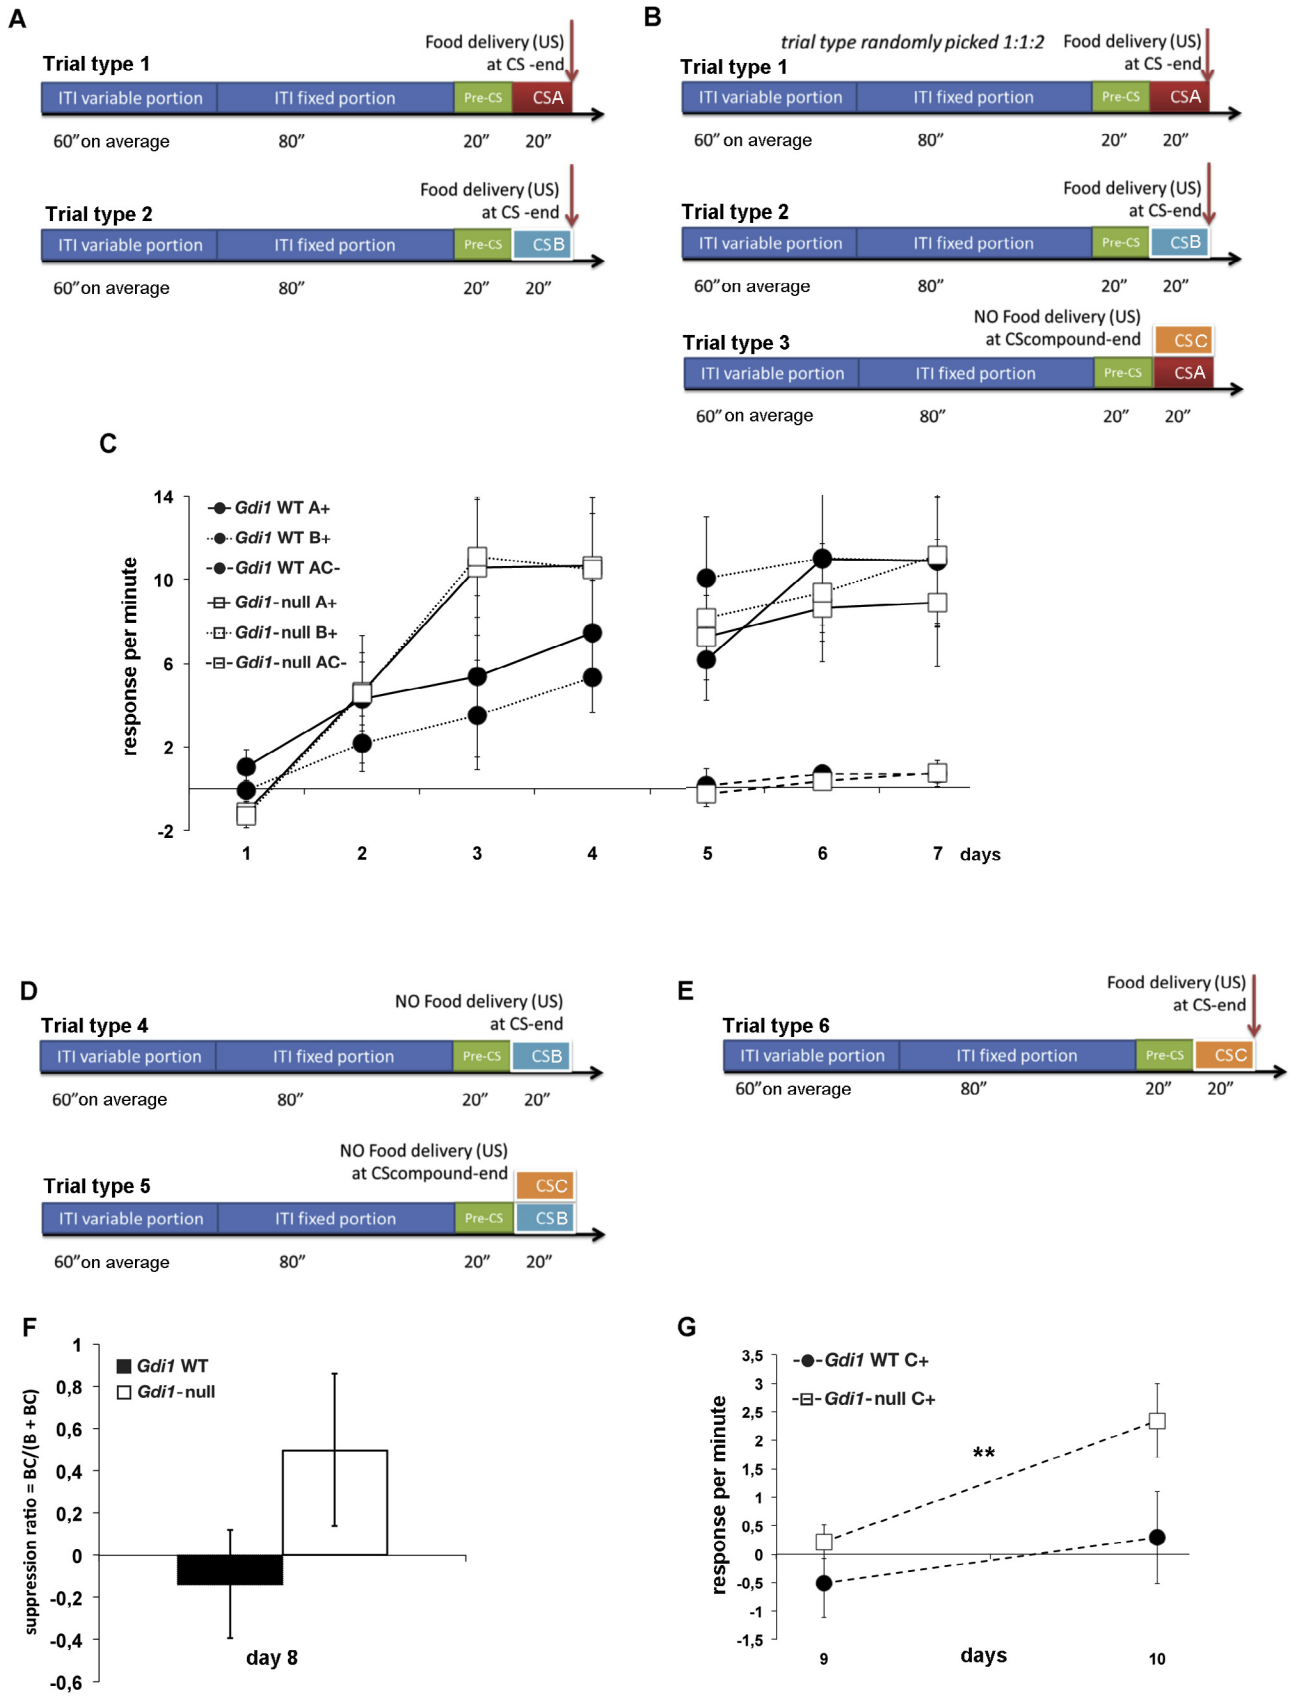 A
Food delivery (US)
at CS -end
Trial type 1
ITI variable portion
ITI fixed portion
Pre-CS
CSA
60” on average
80”
20”
20”
Food delivery (US)
at CS -end
Trial type 2
ITI variable portion
ITI fixed portion
Pre-CS
CSB
60” on average
80”
20”
20”
B
trial type randomly picked 1:1:2
Food delivery (US)
at CS -end
Trial type 1
ITI variable portion
ITI fixed portion
Pre-CS
CSA
60” on average
80”
20”
20”
Food delivery (US)
at CS-end
Trial type 2
ITI variable portion
ITI fixed portion
Pre-CS
CSB
60” on average
80”
20”
20”
NO Food delivery (US)
at CScompound-end
Trial type 3
CSC
ITI variable portion
ITI fixed portion
Pre-CS
CSA
60” on average
80”
20”
20”
C
response per minute
14
10
6
2
-2
Gdi1 WT A+
Gdi1 WT B+
Gdi1 WT AC-
Gdi1-null A+
Gdi1-null B+
Gdi1-null AC-
1
2
3
4
5
6
7
days
D
NO Food delivery (US)
at CS-end
Trial type 4
ITI variable portion
ITI fixed portion
Pre-CS
CSB
60” on average
80”
20”
20”
NO Food delivery (US)
at CScompound-end
Trial type 5
CSC
ITI variable portion
ITI fixed portion
Pre-CS
CSB
60” on average
80”
20”
20”
E
Food delivery (US)
at CS-end
Trial type 6
ITI variable portion
ITI fixed portion
Pre-CS
CSC
60” on average
80”
20”
20”
F
suppression ratio = BC/(B + BC)
1
0,8
0,6
0,4
0,2
0
-0,2
-0,4
-0,6
Gdi1 WT
Gdi1-null
day 8
G
response per minute
3,5
3
2,5
2
1,5
1
0,5
0
-0,5
-1
-1,5
Gdi1 WT C+
Gdi1-null C+
**
9
days
10